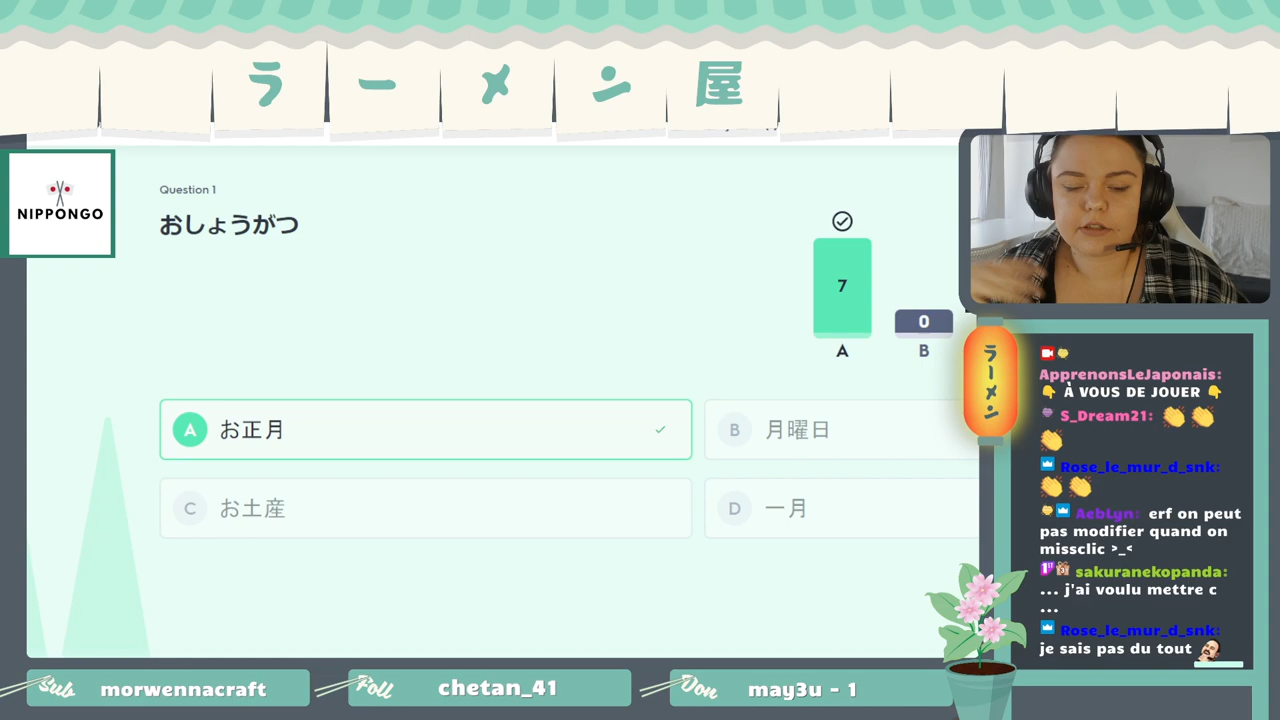 ラーメン屋
NIPPONGO
Question 1
おしょうがつ
7
0
A
B
A お正月
B 月曜日
C お土産
D 一月
ラーメン
ApprenonsLeJaponais:
👇 À VOUS DE JOUER 👇
S_Dream21: 👏 👏
👏
Rose_le_mur_d_snk:
👏 👏
AebLyn: erf on peut
pas modifier quand on
missclic >_<
sakuranekopanda:
... j'ai voulu mettre c
...
Rose_le_mur_d_snk:
je sais pas du tout
Sub morwennacraft
Foll chetan_41
Don may3u - 1